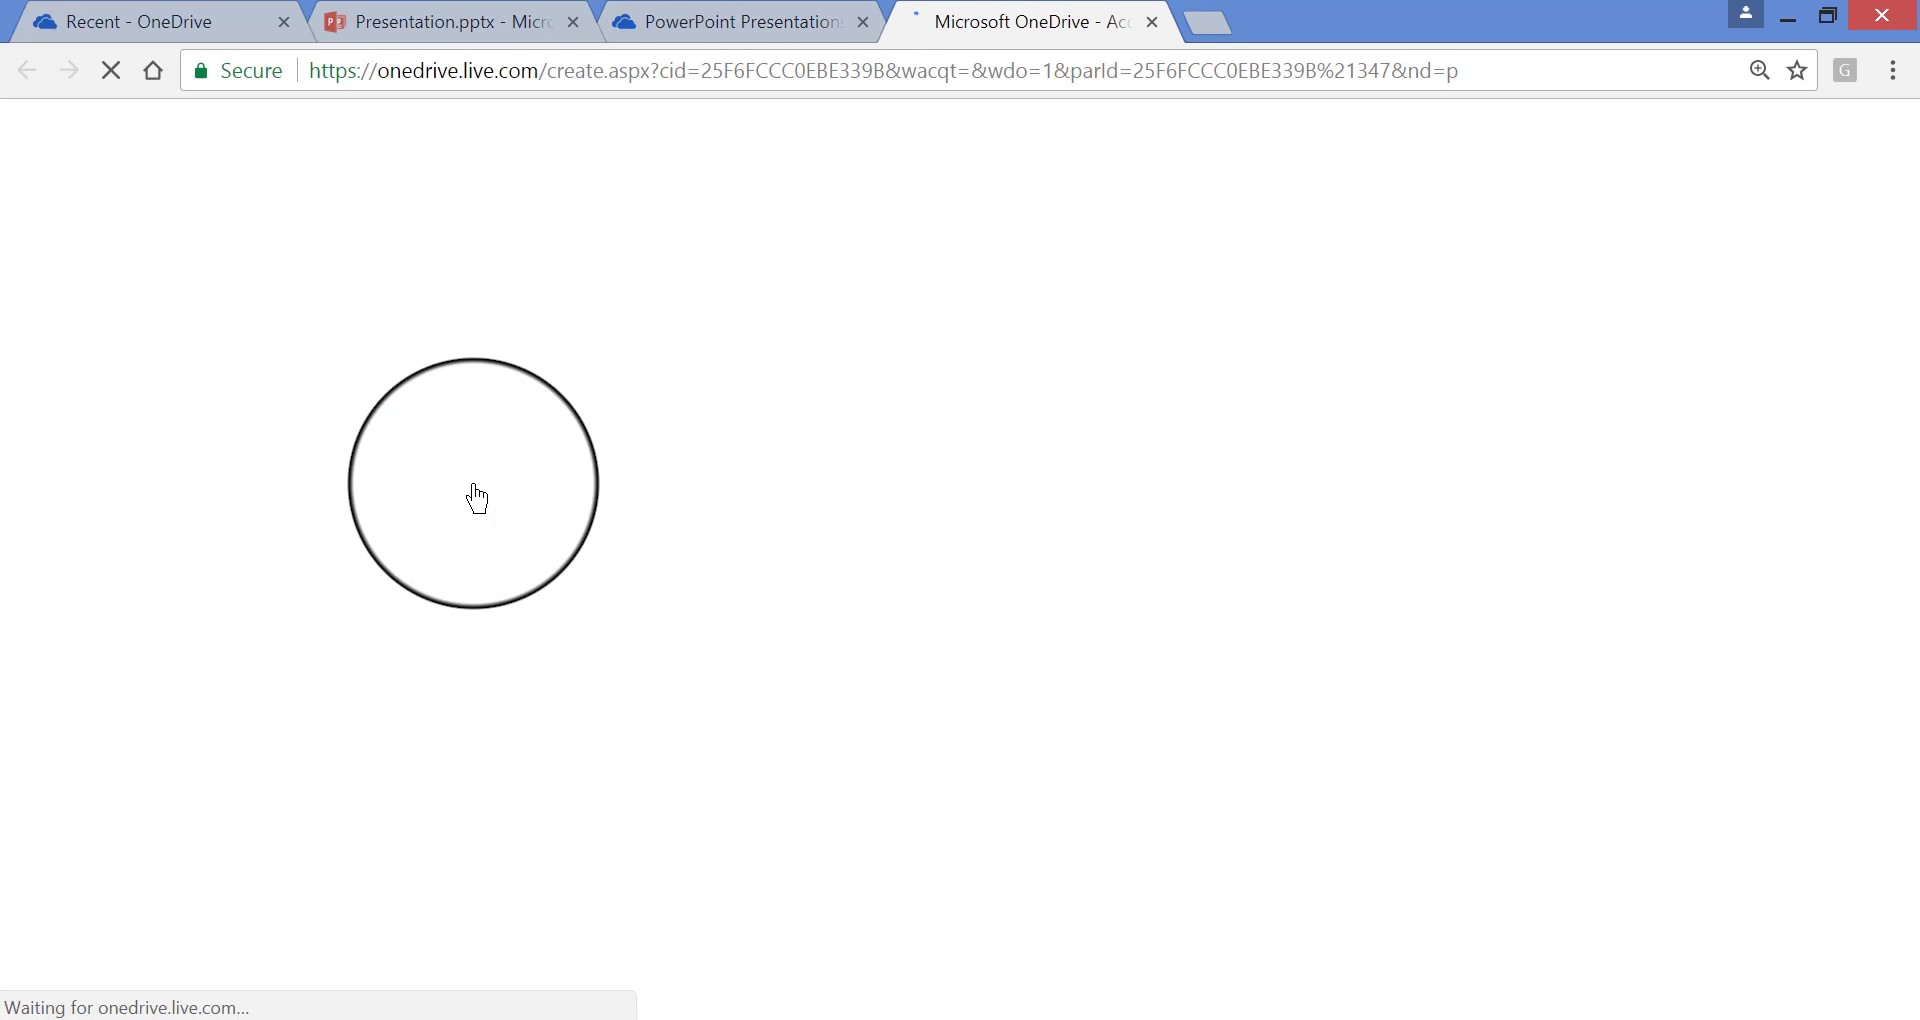 Recent - OneDrive
Presentation.pptx - Micr
PowerPoint Presentation
Microsoft OneDrive - Ac
Secure
https://onedrive.live.com/create.aspx?cid=25F6FCCC0EBE339B&wacqt=&wdo=1&parId=25F6FCCC0EBE339B%21347&nd=p
G
Waiting for onedrive.live.com...